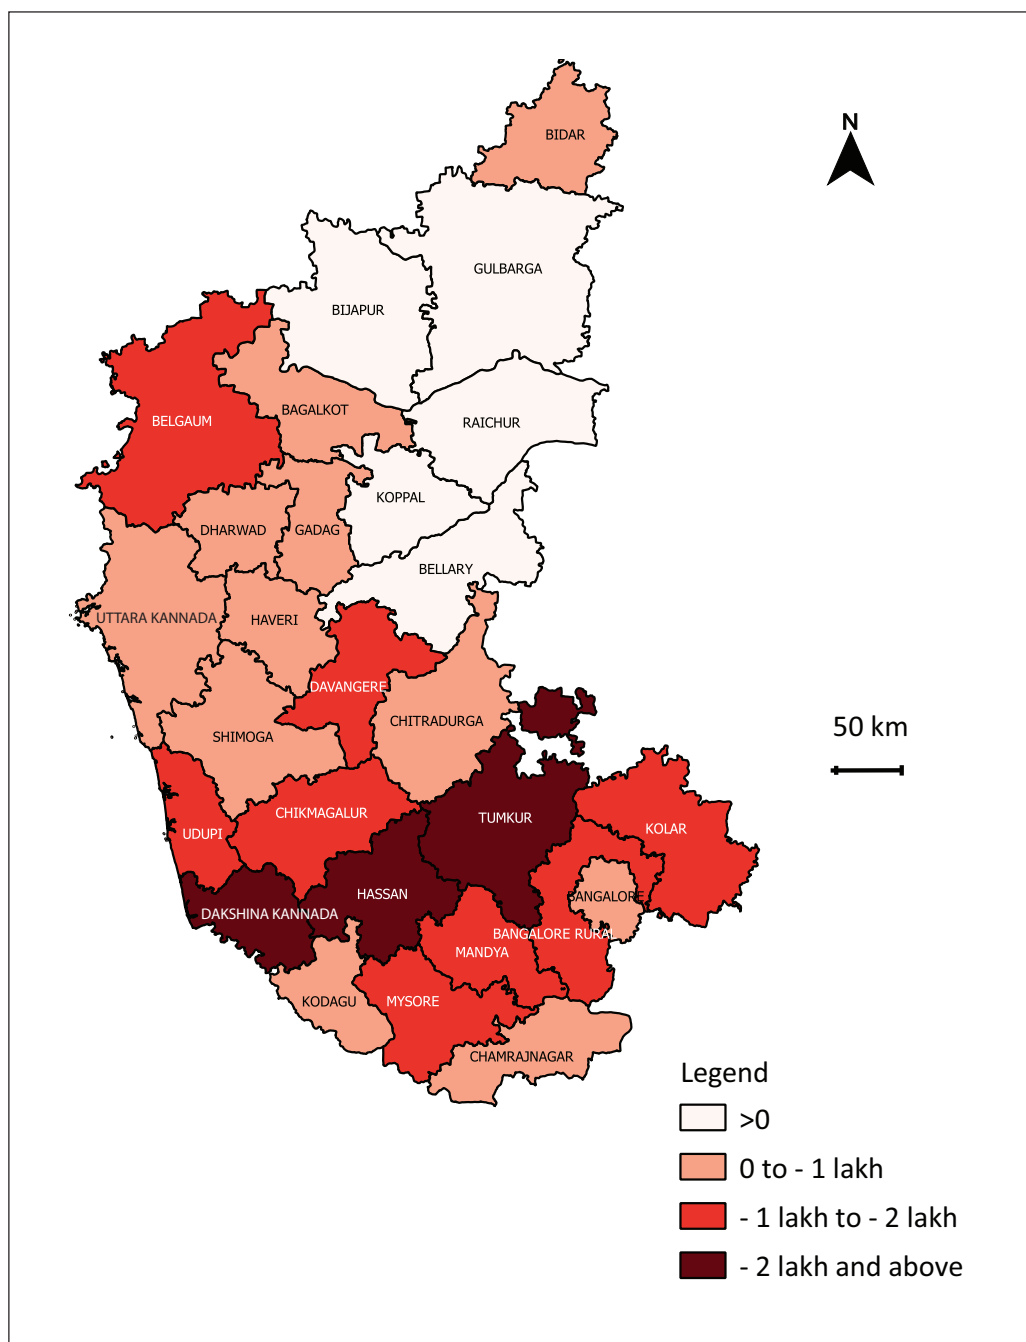 N
BIDAR
GULBARGA
BIJAPUR
BAGALKOT
BELGAUM
RAICHUR
KOPPAL
DHARWAD
GADAG
BELLARY
UTTARA KANNADA
HAVERI
DAVANGERE
CHITRADURGA
SHIMOGA
50 km
CHIKMAGALUR
TUMKUR
KOLAR
UDUPI
HASSAN
BANGALORE
DAKSHINA KANNADA
BANGALORE RURAL
MANDYA
KODAGU
MYSORE
CHAMRAJNAGAR
Legend
>0
0 to - 1 lakh
- 1 lakh to - 2 lakh
- 2 lakh and above